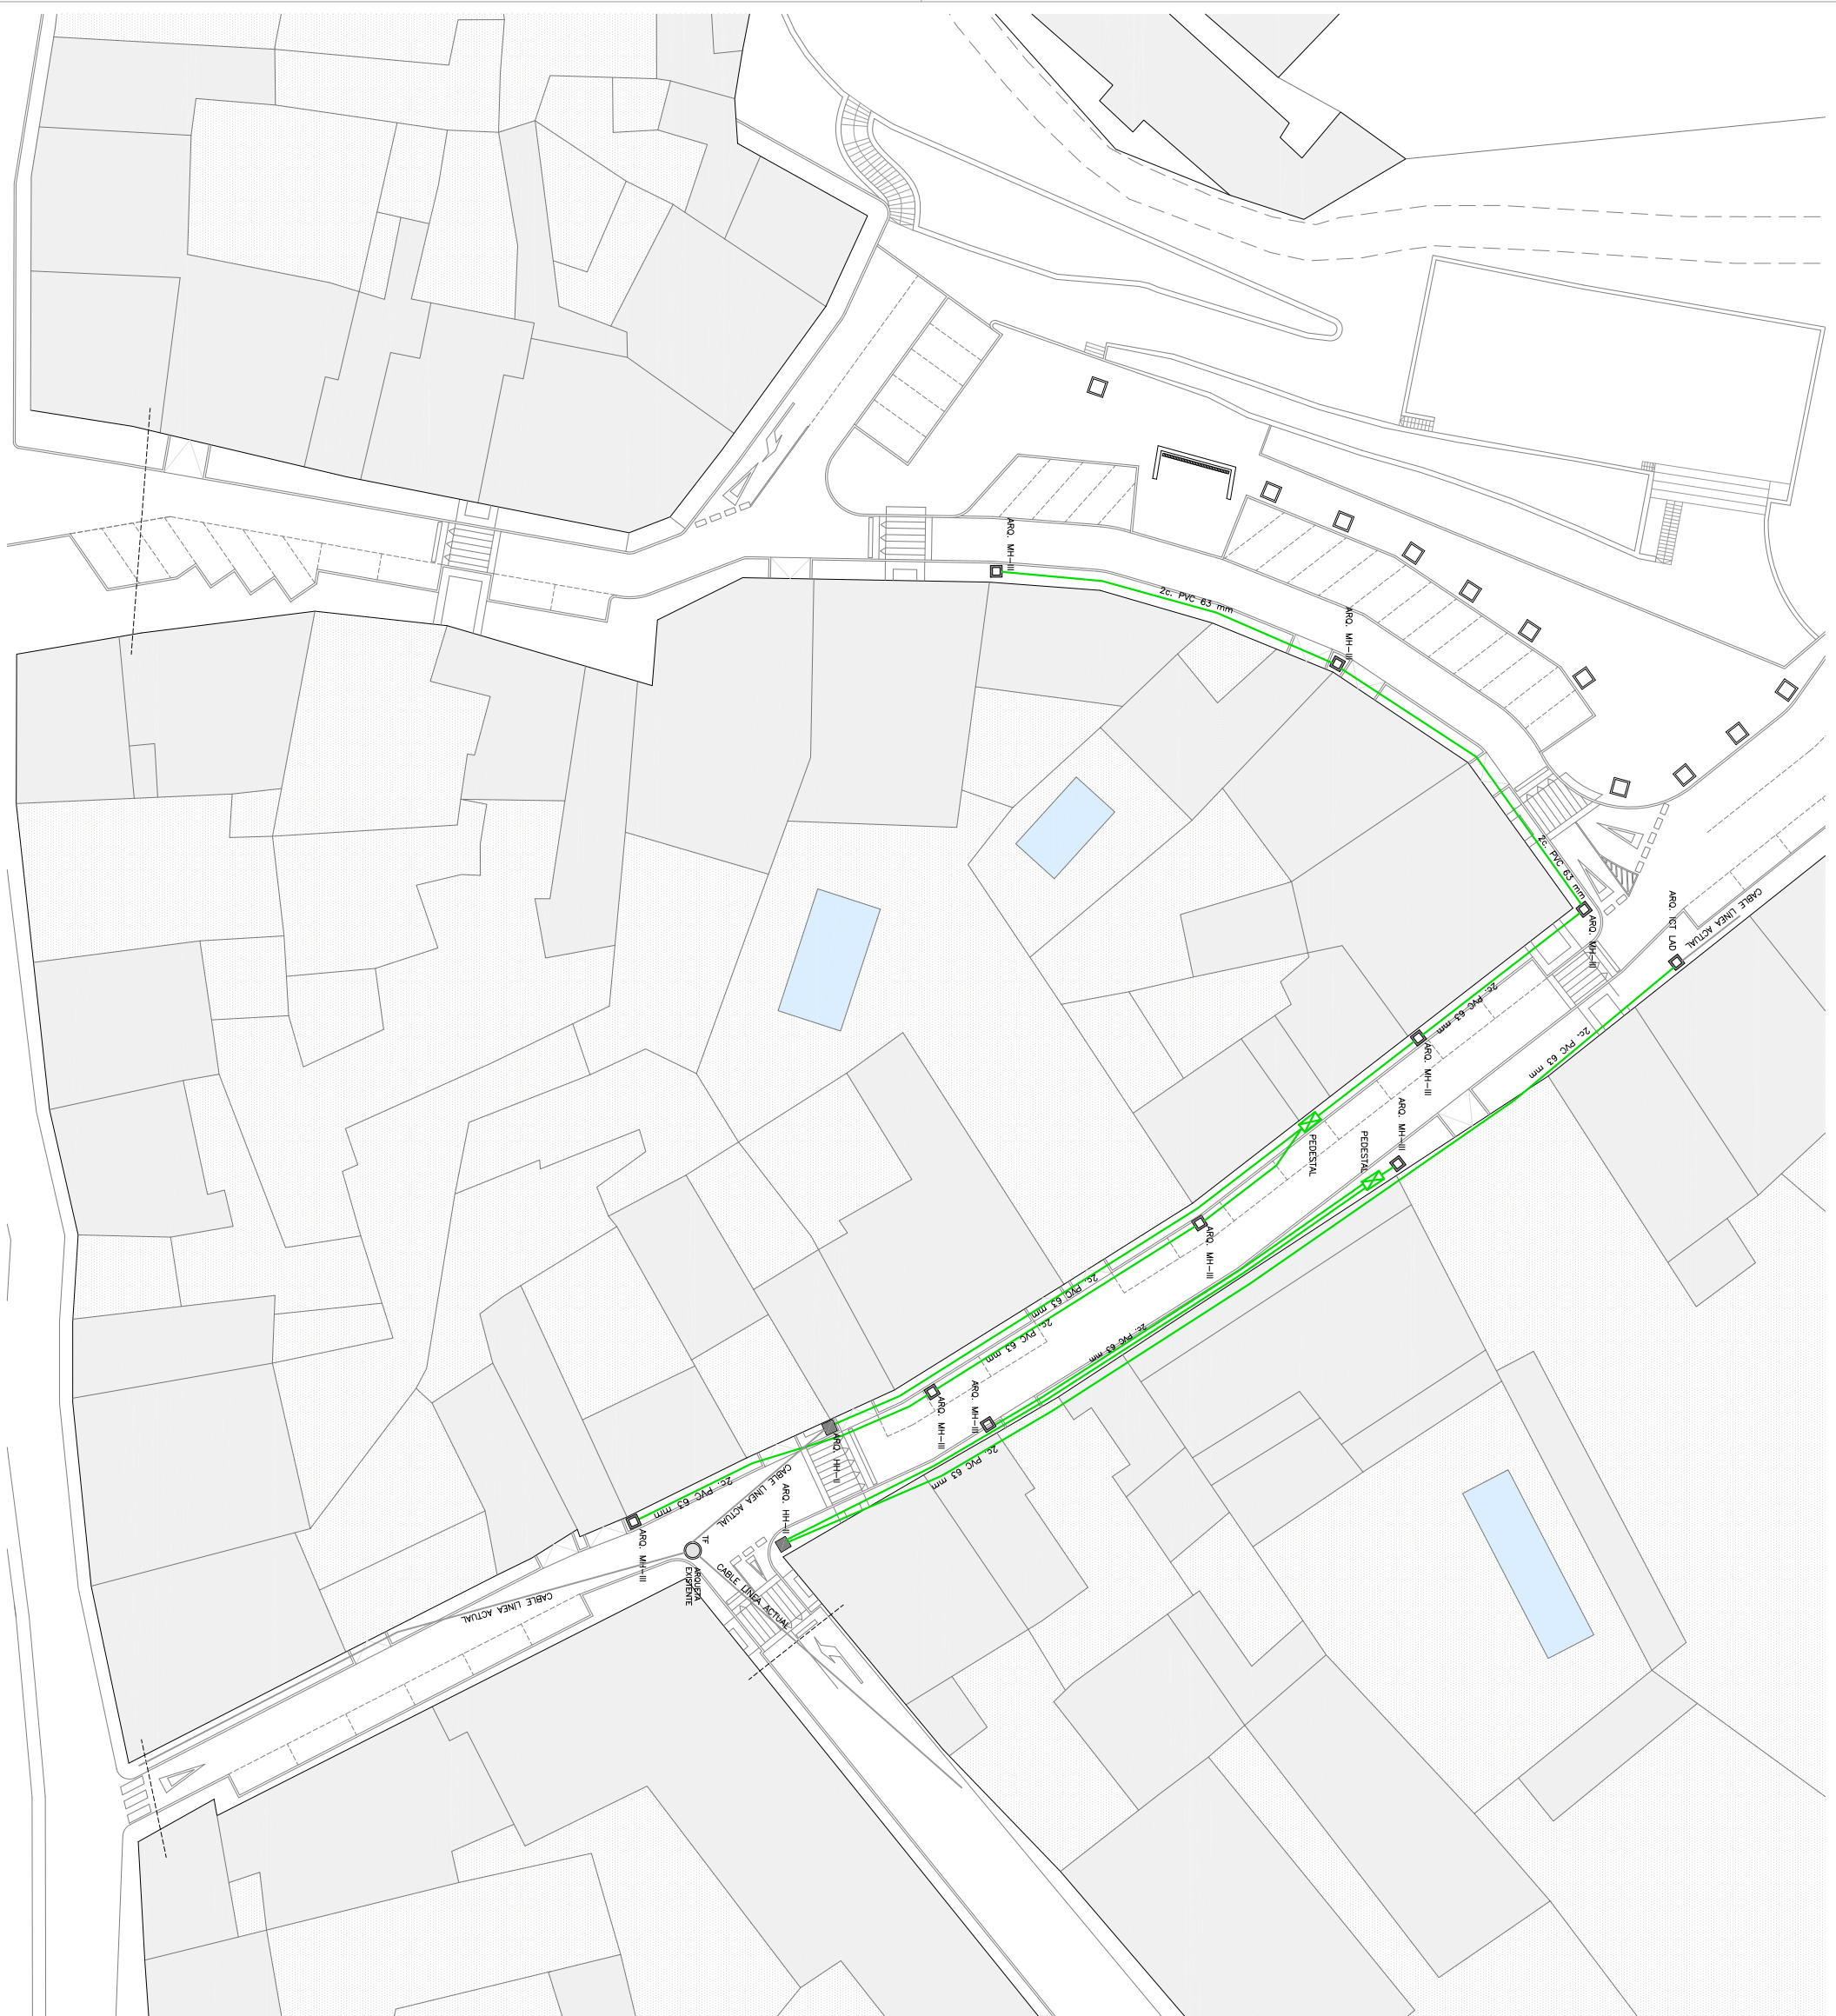 ARQ. MH-III
2c. PVC 63 mm
ARQ. MH-III
2c. PVC 63 mm
ARQ. MH-III
ARQ. ICT LAD
CABLE LINEA ACTUAL
2c. PVC 63 mm
2c. PVC 63 mm
ARQ. MH-III
ARQ. MH-III
PEDESTAL
PEDESTAL
ARQ. MH-III
2c. PVC 63 mm
2c. PVC 63 mm
2c. PVC 63 mm
ARQ. MH-III
ARQ. MH-III
2c. PVC 63 mm
ARQ. HH-II
CABLE LINEA ACTUAL
2c. PVC 63 mm
ARQ. HH-II
ARQ. MH-III
TF
ARQUETA
EXISTENTE
CABLE LINEA ACTUAL
CABLE LINEA ACTUAL